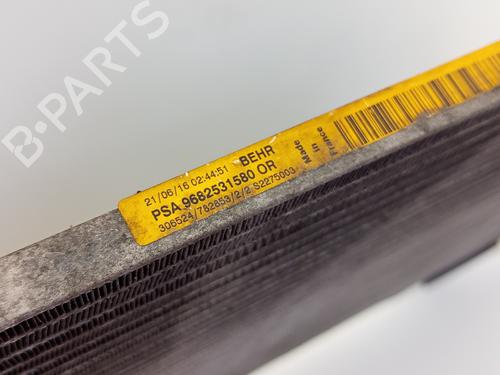 21/06/16 02:44:51 BEHR
PSA 9682531580 OR
306524/782653/2/2 S2275003
Made in France
B-PARTS